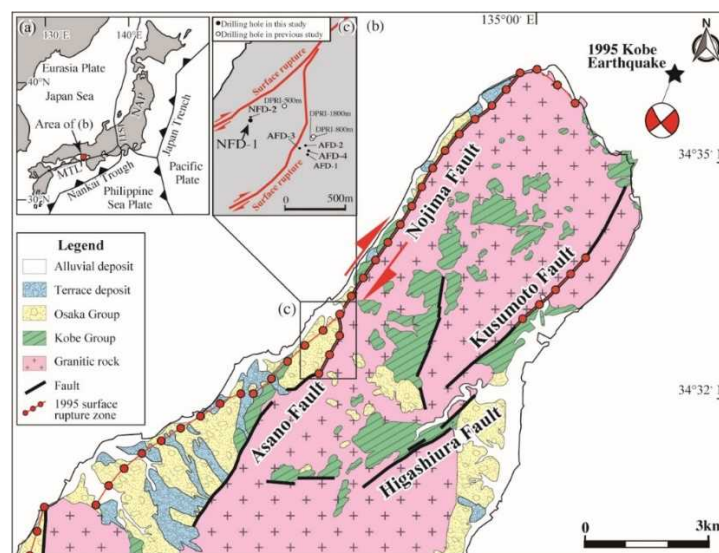 (a)
130°E
140°E
Eurasia Plate
40°N
Japan Sea
NAP
Area of (b)
ISTL
Japan Trench
MTL
Pacific
Plate
Nankai Trough
Philippine
Sea Plate
30°N
Drilling hole in this study
Drilling hole in previous study
(c)
Surface rupture
DPRI-500m
NFD-2
DPRI-1800m
NFD-1
DPRI-800m
AFD-3
AFD-2
AFD-4
AFD-1
Surface rupture
0
500m
(b)
135°00′E
N
1995 Kobe
Earthquake
34°35′
34°32′
Legend
Alluvial deposit
Terrace deposit
Osaka Group
Kobe Group
Granitic rock
Fault
1995 surface
rupture zone
(c)
Nojima Fault
Kusumoto Fault
Asano Fault
Higashiura Fault
0
3km